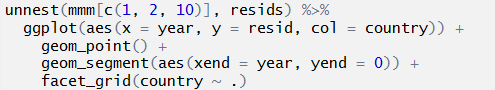 unnest(mmm[c(1, 2, 10)], resids) %>%
ggplot(aes(x = year, y = resid, col = country)) +
geom_point() +
geom_segment(aes(xend = year, yend = 0)) +
facet_grid(country ~ .)